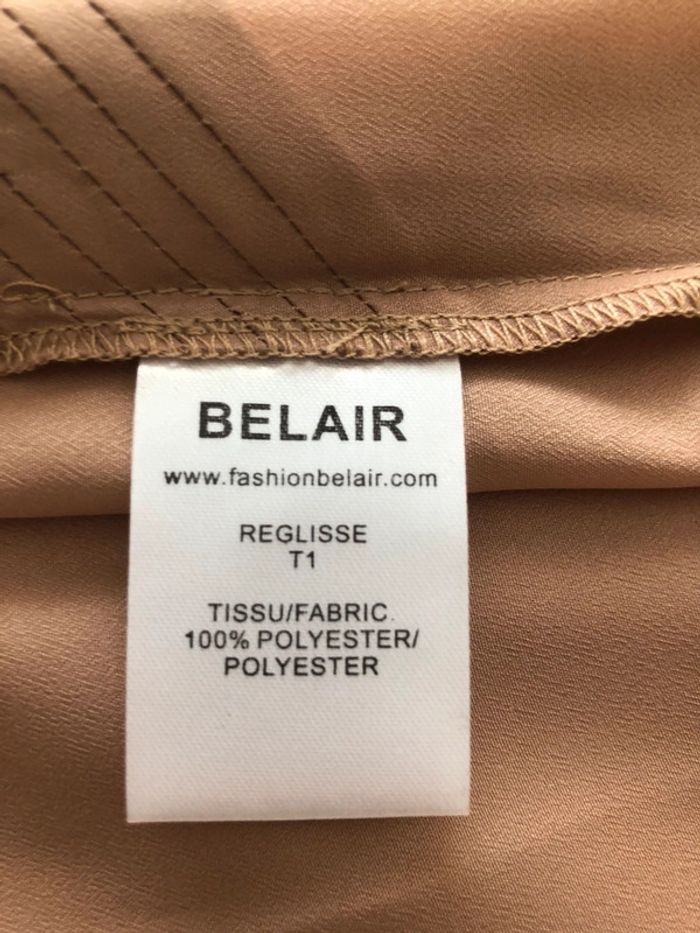 BELAIR
www.fashionbelair.com
REGLISSE
T1
TISSU/FABRIC.
100% POLYESTER/
POLYESTER